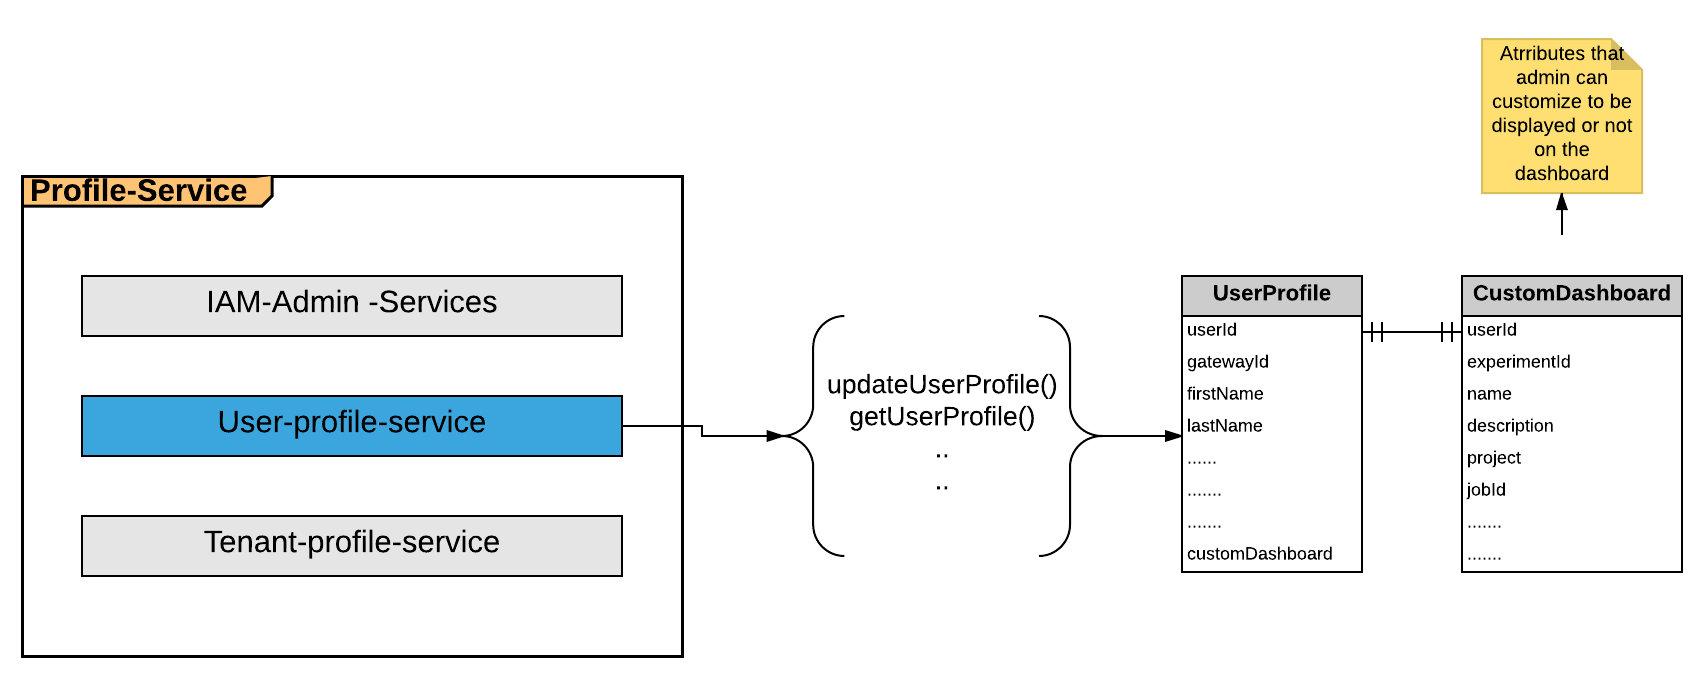 Atrributes that
admin can
customize to be
displayed or not
on the
dashboard
Profile-Service
IAM-Admin -Services
User-profile-service
Tenant-profile-service
updateUserProfile()
getUserProfile()
..
..
UserProfile
userId
gatewayId
firstName
lastName
......
.......
.......
customDashboard
CustomDashboard
userId
experimentId
name
description
project
jobId
.......
.......